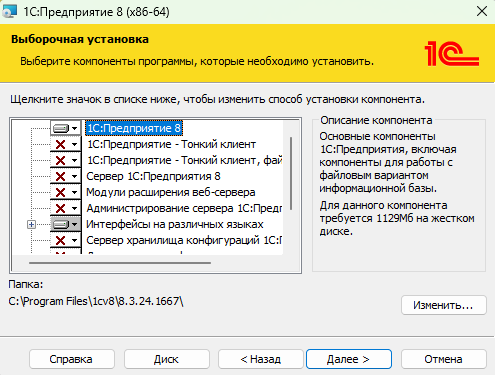 1С:Предприятие 8 (x86-64)
Выборочная установка
Выберите компоненты программы, которые необходимо установить.
1С
Щелкните значок в списке ниже, чтобы изменить способ установки компонента.
1С:Предприятие 8
1С:Предприятие - Тонкий клиент
1С:Предприятие - Тонкий клиент, фай
Сервер 1С:Предприятия 8
Модули расширения веб-сервера
Администрирование сервера 1С:Пред
Интерфейсы на различных языках
Сервер хранилища конфигураций 1С:
Описание компонента
Основные компоненты
1С:Предприятия, включая
компоненты для работы с
файловым вариантом
информационной базы.
Для данного компонента
требуется 1129Мб на жестком
диске.
Папка:
C:\Program Files\1cv8\8.3.24.1667\
Изменить...
Справка
Диск
< Назад
Далее >
Отмена